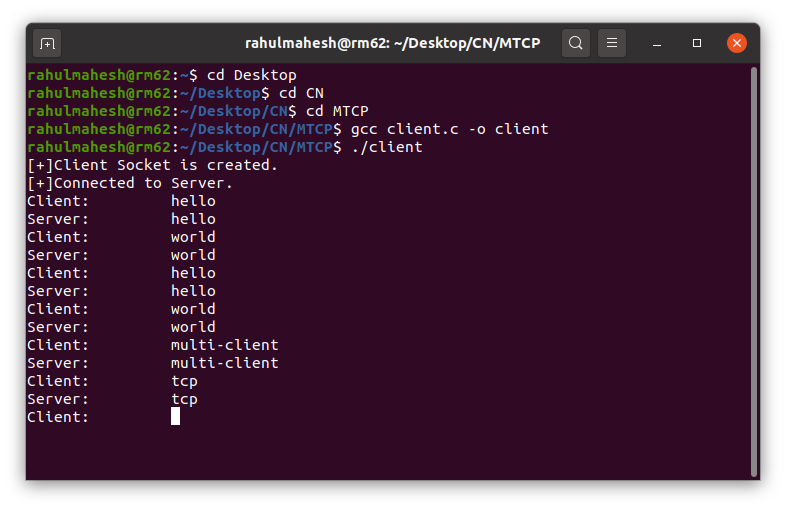 rahulmahesh@rm62: ~/Desktop/CN/MTCP
rahulmahesh@rm62:~$ cd Desktop
rahulmahesh@rm62:~/Desktop$ cd CN
rahulmahesh@rm62:~/Desktop/CN$ cd MTCP
rahulmahesh@rm62:~/Desktop/CN/MTCP$ gcc client.c -o client
rahulmahesh@rm62:~/Desktop/CN/MTCP$ ./client
[+]Client Socket is created.
[+]Connected to Server.
Client:         hello
Server:         hello
Client:         world
Server:         world
Client:         hello
Server:         hello
Client:         world
Server:         world
Client:         multi-client
Server:         multi-client
Client:         tcp
Server:         tcp
Client: